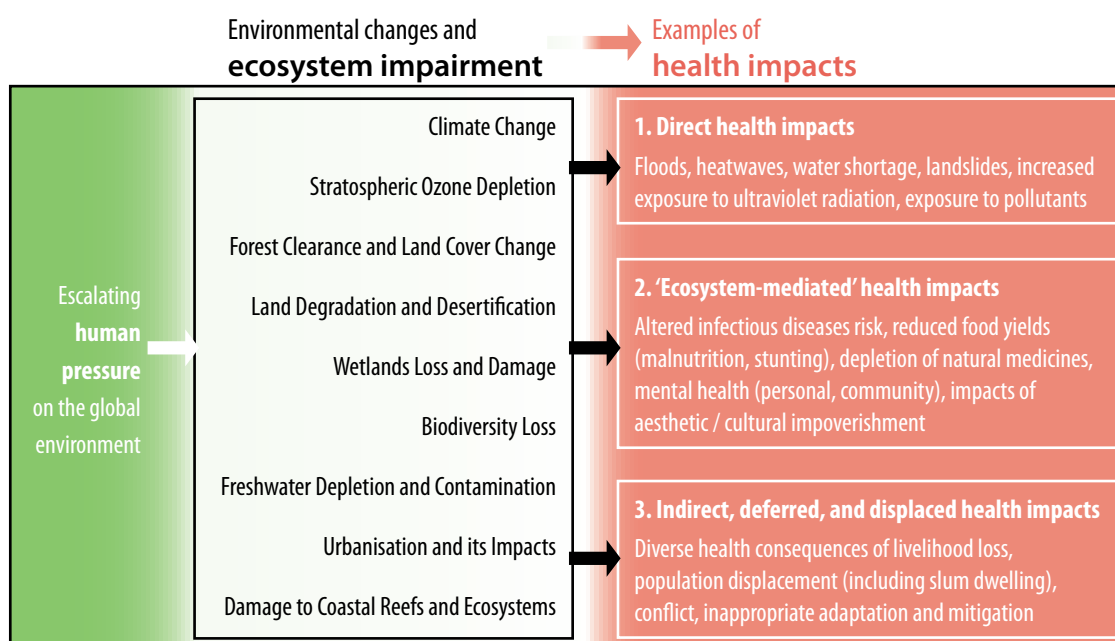 Environmental changes and
ecosystem impairment
Examples of
health impacts
Escalating
human
pressure
on the global
environment
Climate Change
Stratospheric Ozone Depletion
Forest Clearance and Land Cover Change
Land Degradation and Desertification
Wetlands Loss and Damage
Biodiversity Loss
Freshwater Depletion and Contamination
Urbanisation and its Impacts
Damage to Coastal Reefs and Ecosystems
1. Direct health impacts
Floods, heatwaves, water shortage, landslides, increased
exposure to ultraviolet radiation, exposure to pollutants
2. ‘Ecosystem-mediated’ health impacts
Altered infectious diseases risk, reduced food yields
(malnutrition, stunting), depletion of natural medicines,
mental health (personal, community), impacts of
aesthetic / cultural impoverishment
3. Indirect, deferred, and displaced health impacts
Diverse health consequences of livelihood loss,
population displacement (including slum dwelling),
conflict, inappropriate adaptation and mitigation